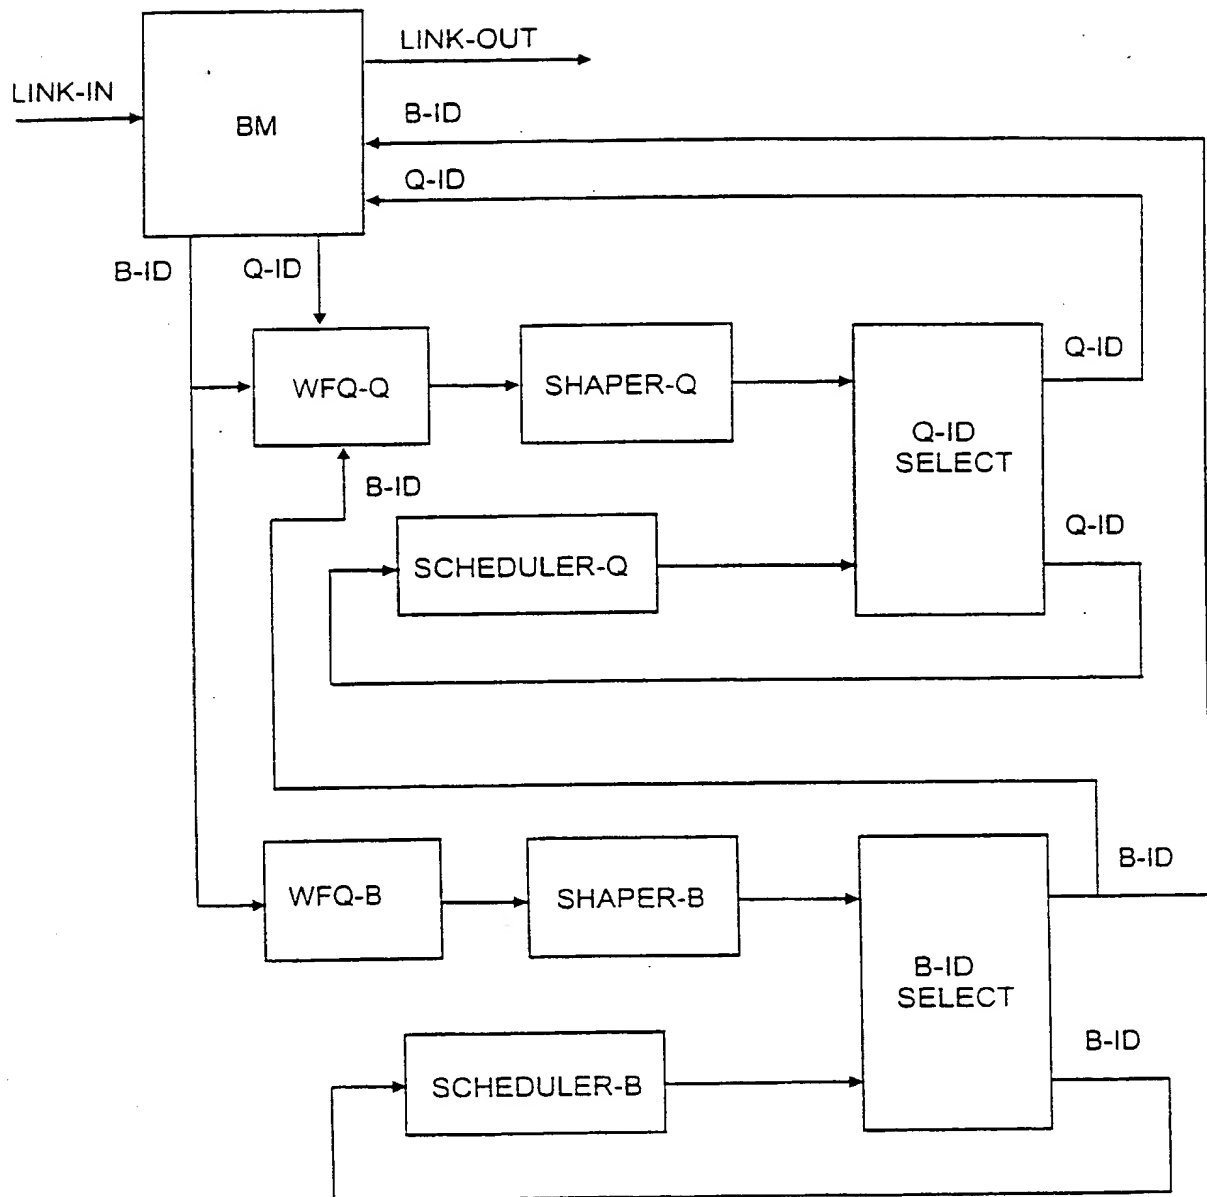 LINK-OUT
LINK-IN
BM
B-ID
Q-ID
B-ID
Q-ID
WFQ-Q
SHAPER-Q
Q-ID
Q-ID
SELECT
B-ID
Q-ID
SCHEDULER-Q
WFQ-B
SHAPER-B
B-ID
B-ID
SELECT
B-ID
SCHEDULER-B